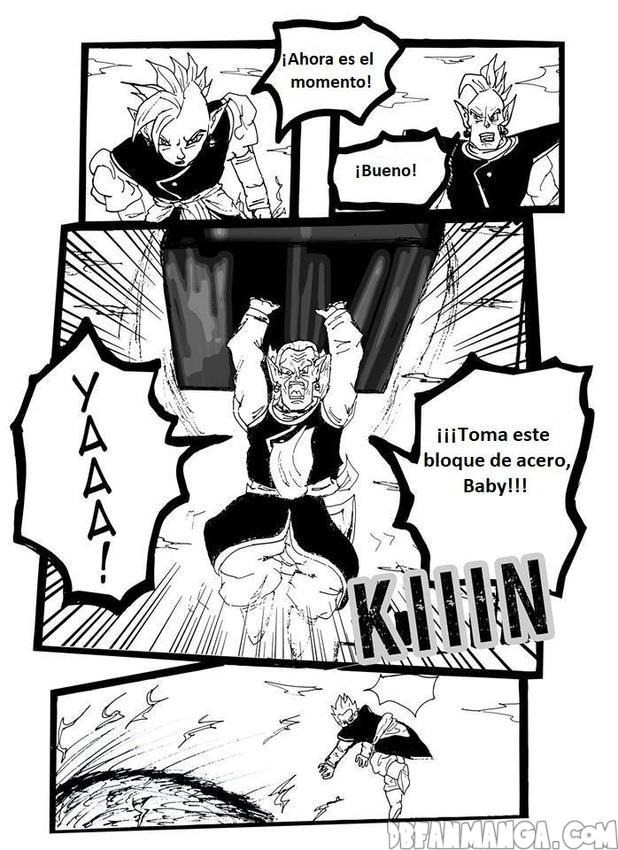 ¡Ahora es el
momento!
¡Bueno!
YAAA!
¡¡¡Toma este
bloque de acero,
Baby!!!
KIIIN
DBFANMANGA.COM